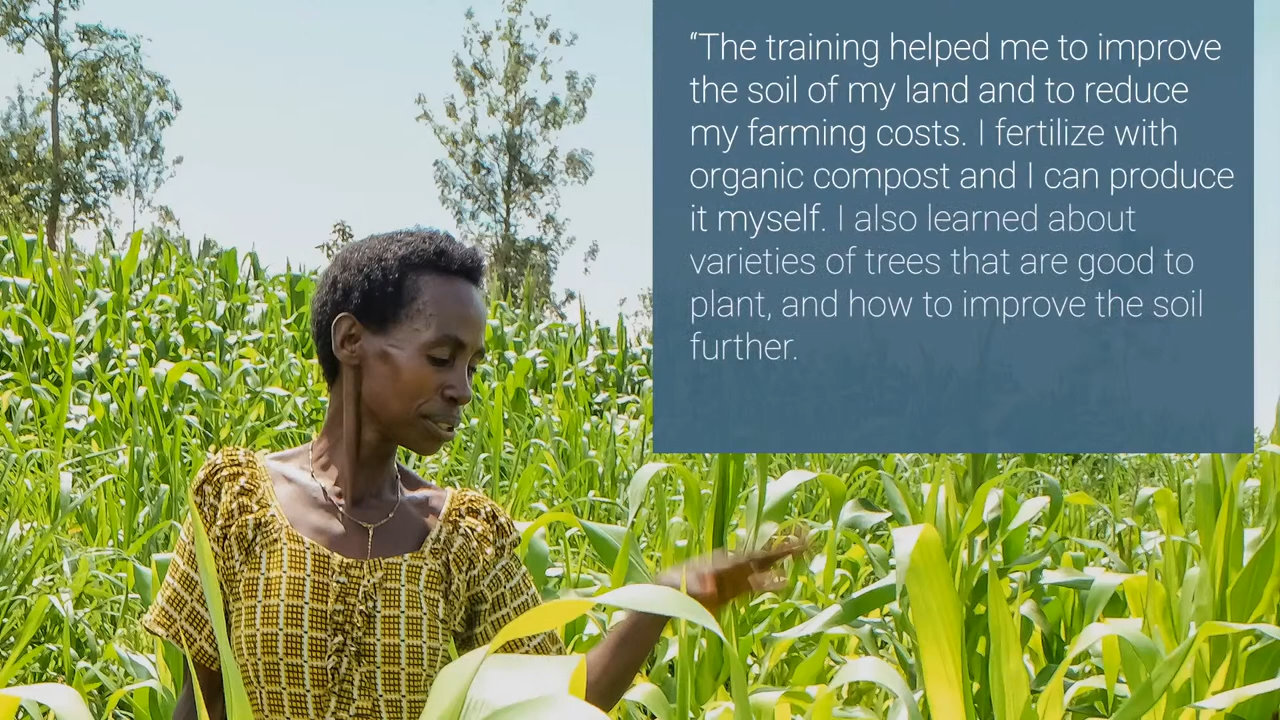 “The training helped me to improve
the soil of my land and to reduce
my farming costs. I fertilize with
organic compost and I can produce
it myself. I also learned about
varieties of trees that are good to
plant, and how to improve the soil
further.